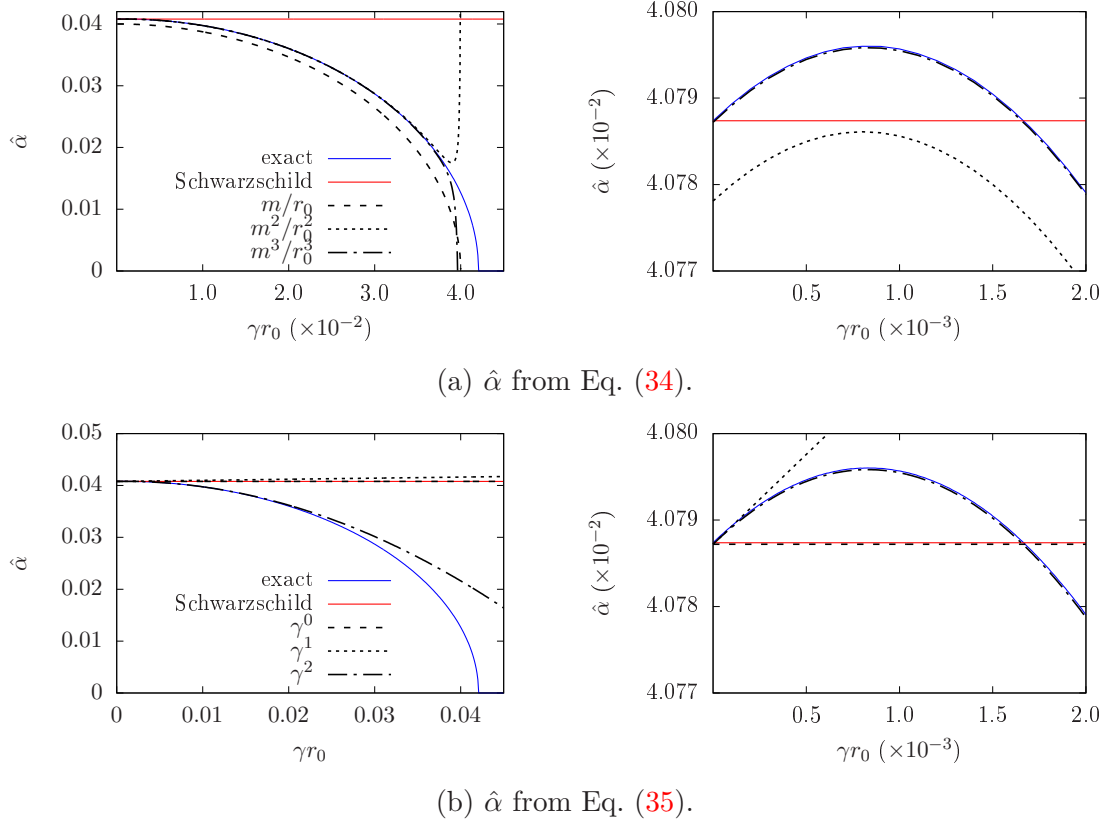 0.04
0.03
0.02
0.01
0
α̂
exact
Schwarzschild
m/r₀
m²/r₀²
m³/r₀³
1.0
2.0
3.0
4.0
γr₀ (×10⁻²)
4.080
4.079
4.078
4.077
α̂ (×10⁻²)
0.5
1.0
1.5
2.0
γr₀ (×10⁻³)
(a) α̂ from Eq. (34).
0.05
0.04
0.03
0.02
0.01
0
α̂
exact
Schwarzschild
γ⁰
γ¹
γ²
0
0.01
0.02
0.03
0.04
γr₀
4.080
4.079
4.078
4.077
α̂ (×10⁻²)
0.5
1.0
1.5
2.0
γr₀ (×10⁻³)
(b) α̂ from Eq. (35).